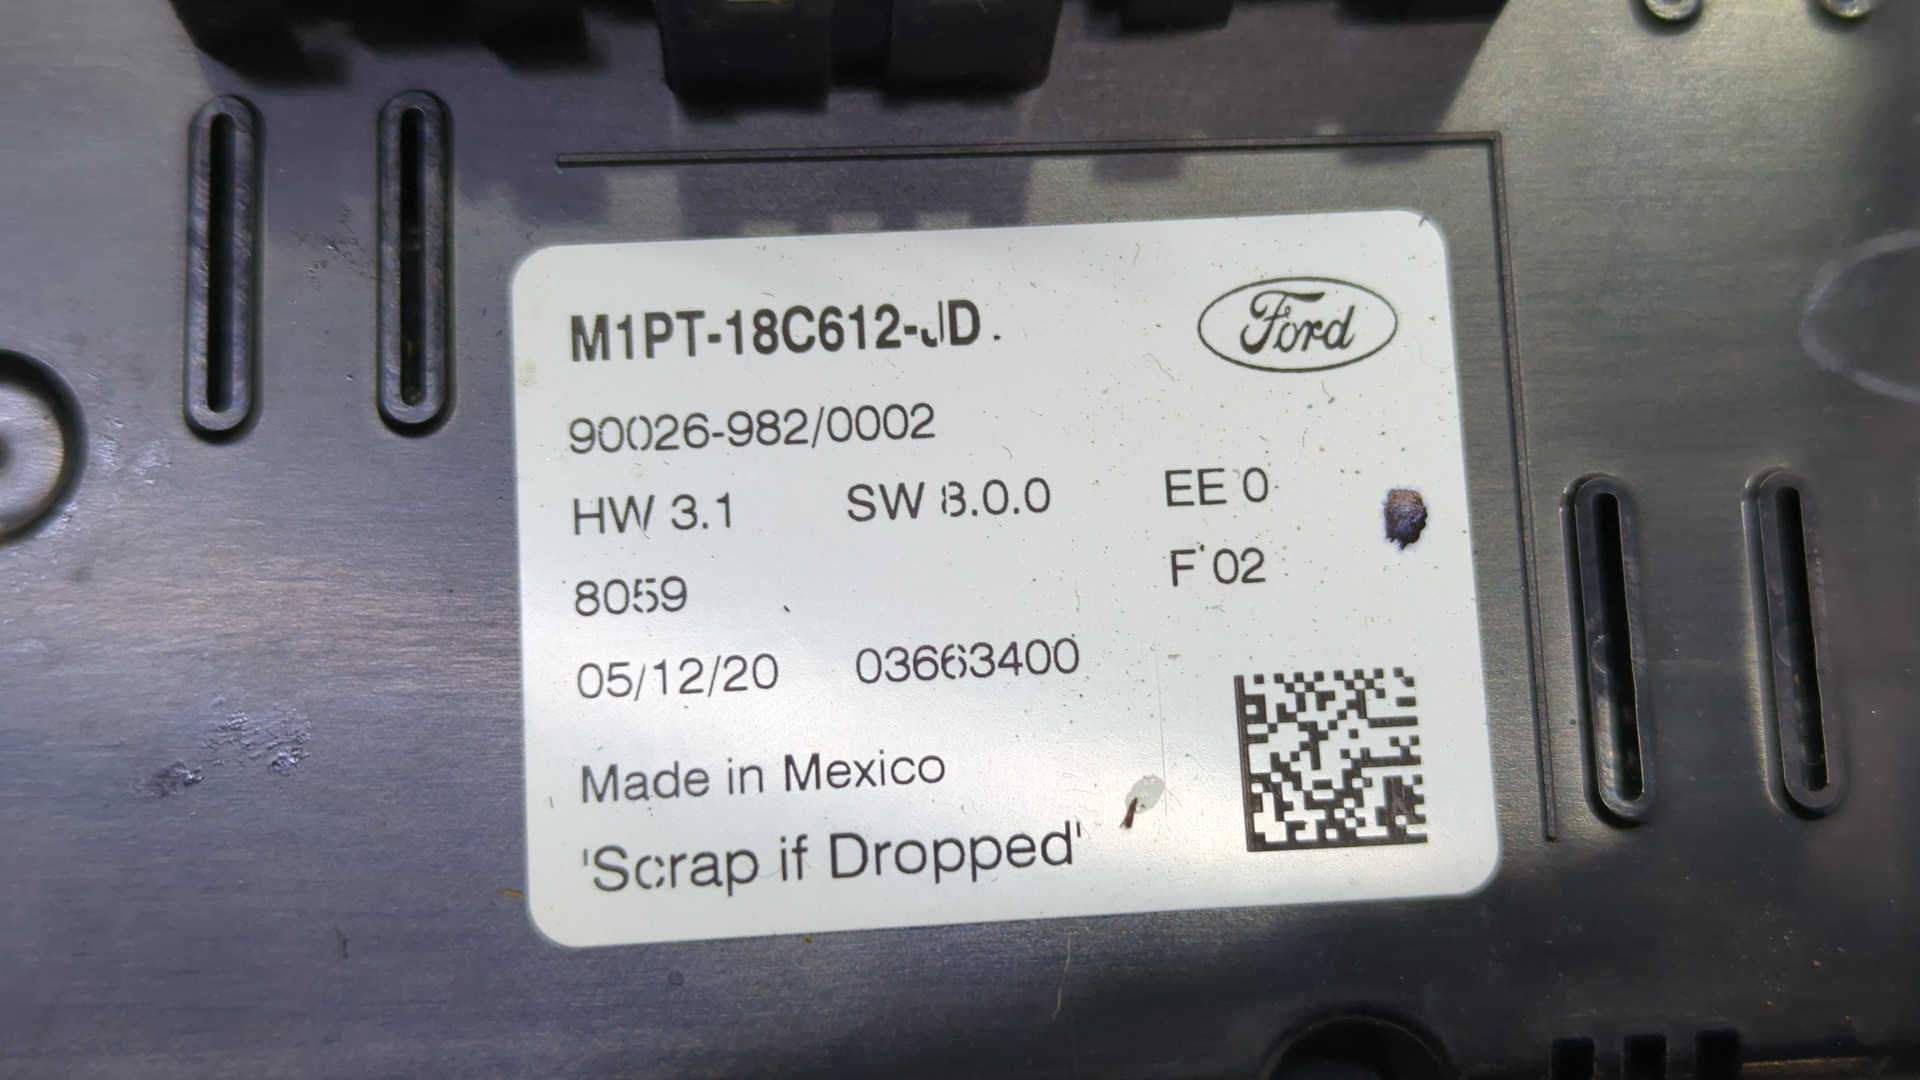 M1PT-18C612-JD.
Ford
90026-982/0002
HW 3.1 SW 8.0.0 EE 0
F 02
8059
05/12/20 03663400
Made in Mexico
'Scrap if Dropped'